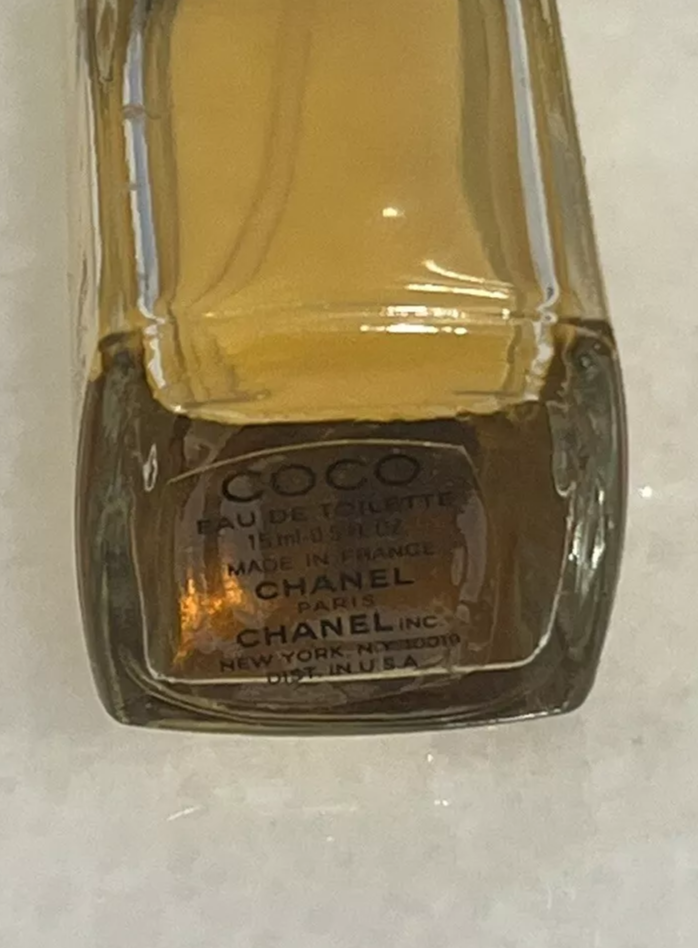 COCO
EAU DE TOILETTE
15 ml-0.5 FL.OZ.
MADE IN FRANCE
CHANEL
PARIS
CHANEL INC.
NEW YORK, N.Y. 10019
DIST. IN U.S.A.